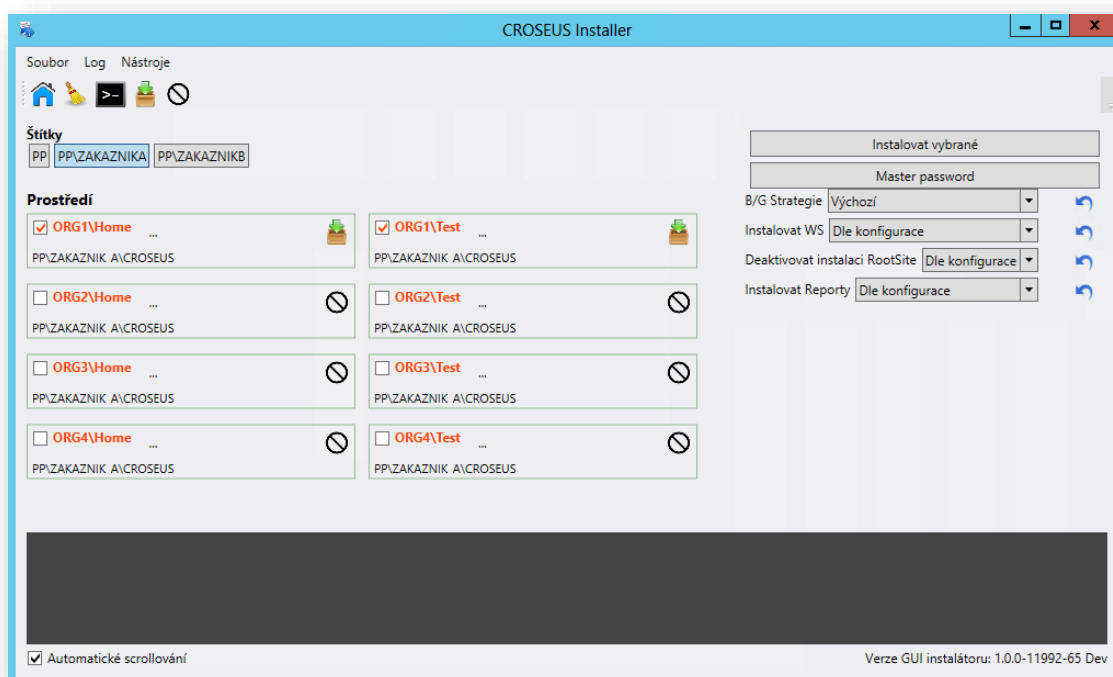 CROSEUS Installer
Soubor Log Nástroje
Štítky
PP PP\ZAKAZNIKA PP\ZAKAZNIKB
Prostředí
ORG1\Home ...
PP\ZAKAZNIK A\CROSEUS
ORG1\Test ...
PP\ZAKAZNIK A\CROSEUS
ORG2\Home ...
PP\ZAKAZNIK A\CROSEUS
ORG2\Test ...
PP\ZAKAZNIK A\CROSEUS
ORG3\Home ...
PP\ZAKAZNIK A\CROSEUS
ORG3\Test ...
PP\ZAKAZNIK A\CROSEUS
ORG4\Home ...
PP\ZAKAZNIK A\CROSEUS
ORG4\Test ...
PP\ZAKAZNIK A\CROSEUS
Instalovat vybrané
Master password
B/G Strategie Výchozí
Instalovat WS Dle konfigurace
Deaktivovat instalaci RootSite Dle konfigurace
Instalovat Reporty Dle konfigurace
Automatické scrollování
Verze GUI instalátoru: 1.0.0-11992-65 Dev